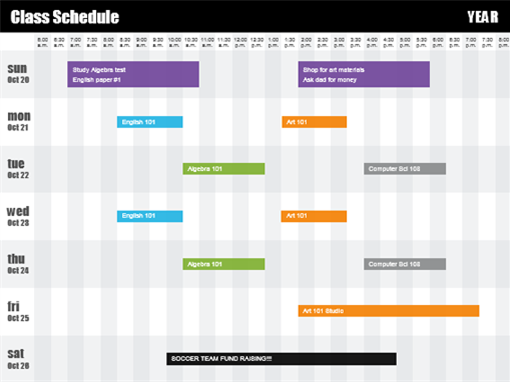 Class Schedule
YEAR
6:00 a.m. 6:30 a.m. 7:00 a.m. 7:30 a.m. 8:00 a.m. 8:30 a.m. 9:00 a.m. 9:30 a.m. 10:00 a.m. 10:30 a.m. 11:00 a.m. 11:30 a.m. 12:00 p.m. 12:30 p.m. 1:00 p.m. 1:30 p.m. 2:00 p.m. 2:30 p.m. 3:00 p.m. 3:30 p.m. 4:00 p.m. 4:30 p.m. 5:00 p.m. 5:30 p.m. 6:00 p.m. 6:30 p.m. 7:00 p.m. 7:30 p.m. 8:00 p.m.
sun
Oct 20
Study Algebra test
English paper #1
Shop for art materials
Ask dad for money
mon
Oct 21
English 101
Art 101
tue
Oct 22
Algebra 101
Computer Sci 103
wed
Oct 23
English 101
Art 101
thu
Oct 24
Algebra 101
Computer Sci 103
fri
Oct 25
Art 101 Studio
sat
Oct 26
SOCCER TEAM FUND RAISING!!!